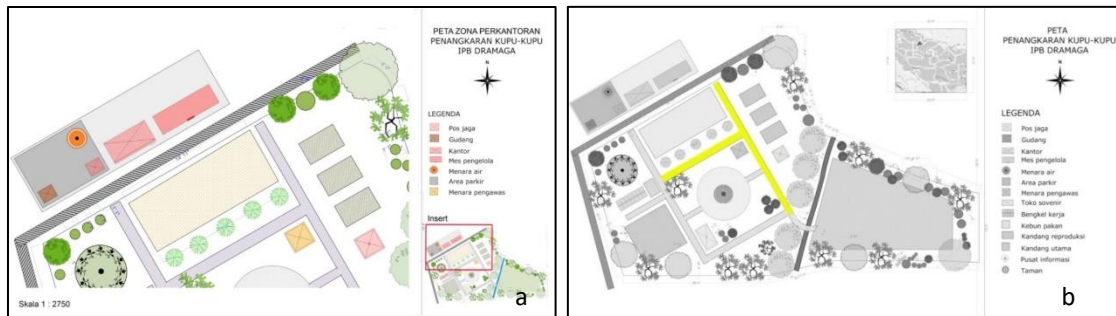 PETA ZONA PERKANTORAN
PENANGKARAN KUPU-KUPU
IPB DRAMAGA
N
LEGENDA
Pos jaga
Gudang
Kantor
Mes pengelola
Menara air
Area parkir
Menara pengawas
Insert
Skala 1 : 2750
a
PETA
PENANGKARAN KUPU-KUPU
IPB DRAMAGA
N
LEGENDA
Pos jaga
Gudang
Kantor
Mes pengelola
Menara air
Area parkir
Menara pengawas
Toko sovenir
Bengkel kerja
Kebun pakan
Kandang reproduksi
Kandang utama
Pusat informasi
Taman
b